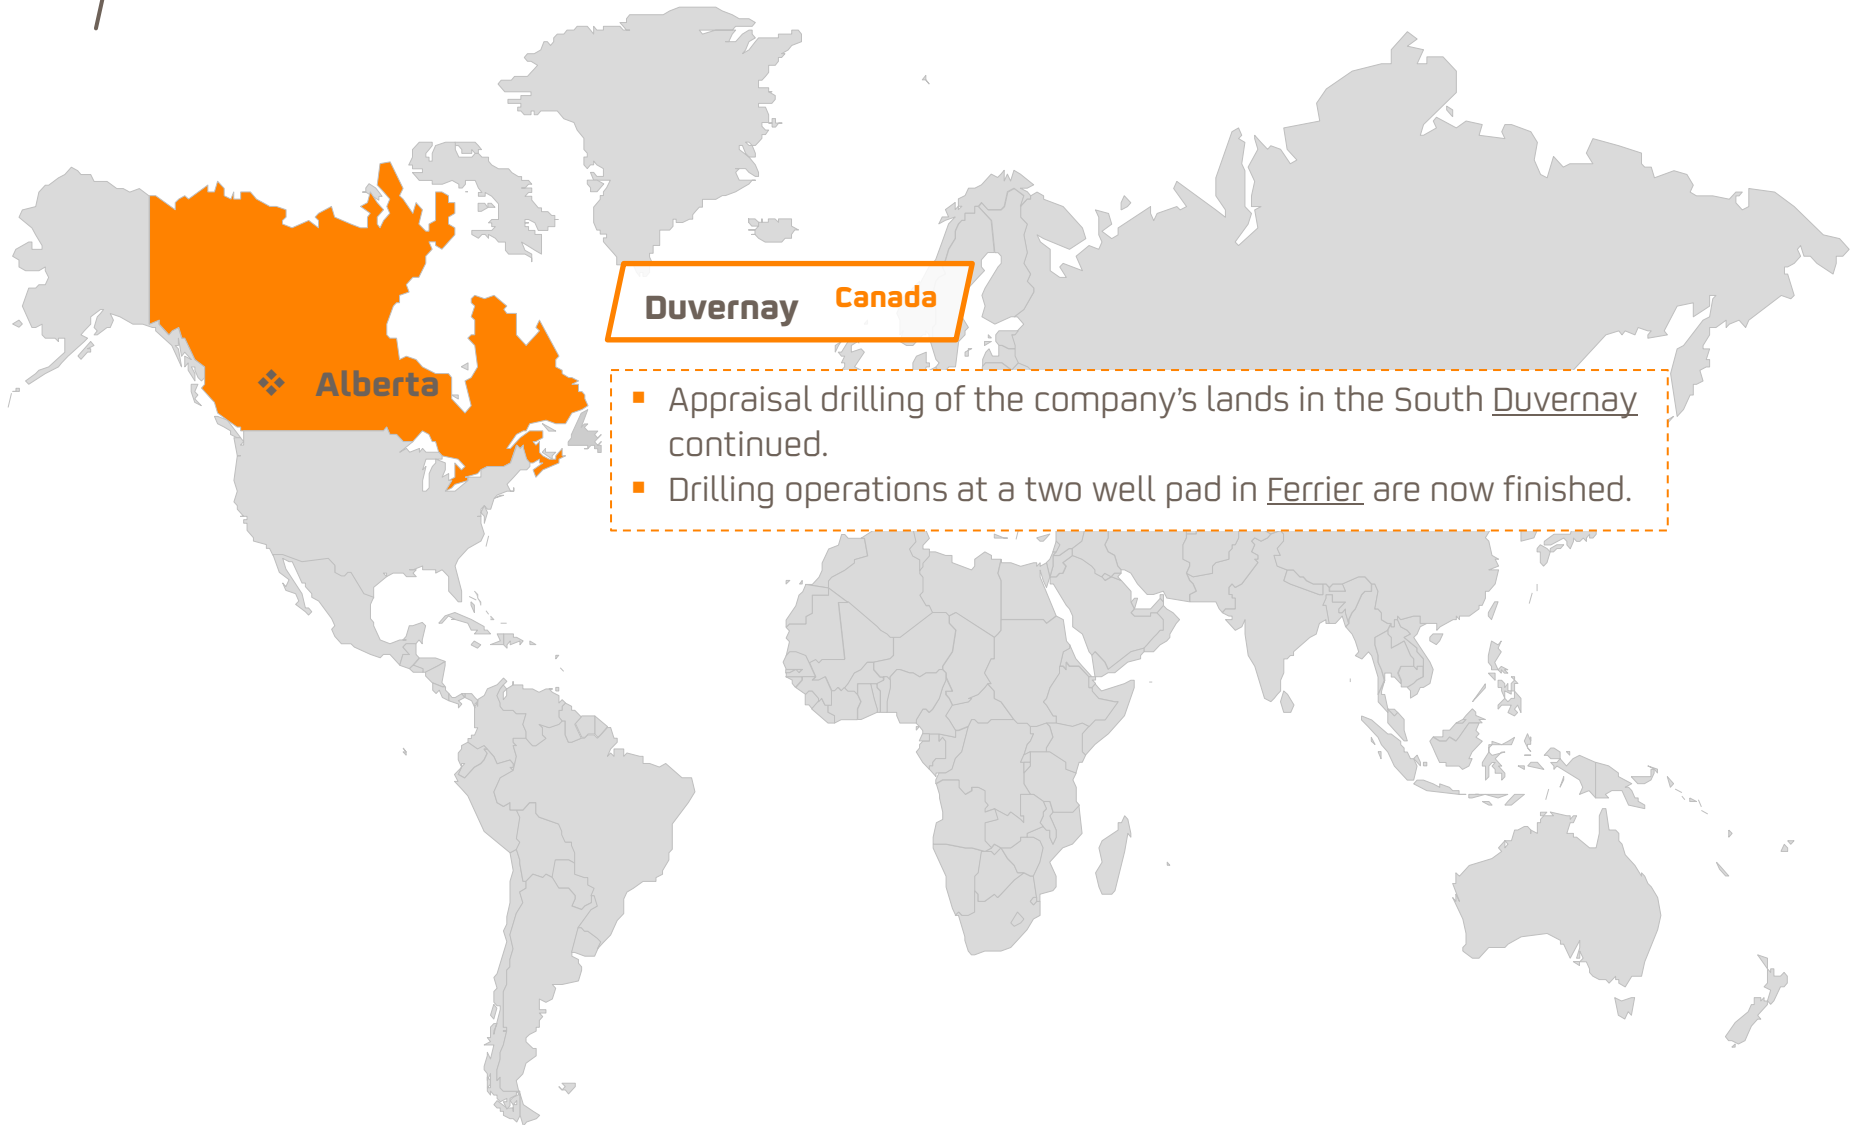 Duvernay Canada
Alberta
▪ Appraisal drilling of the company's lands in the South Duvernay
continued.
▪ Drilling operations at a two well pad in Ferrier are now finished.